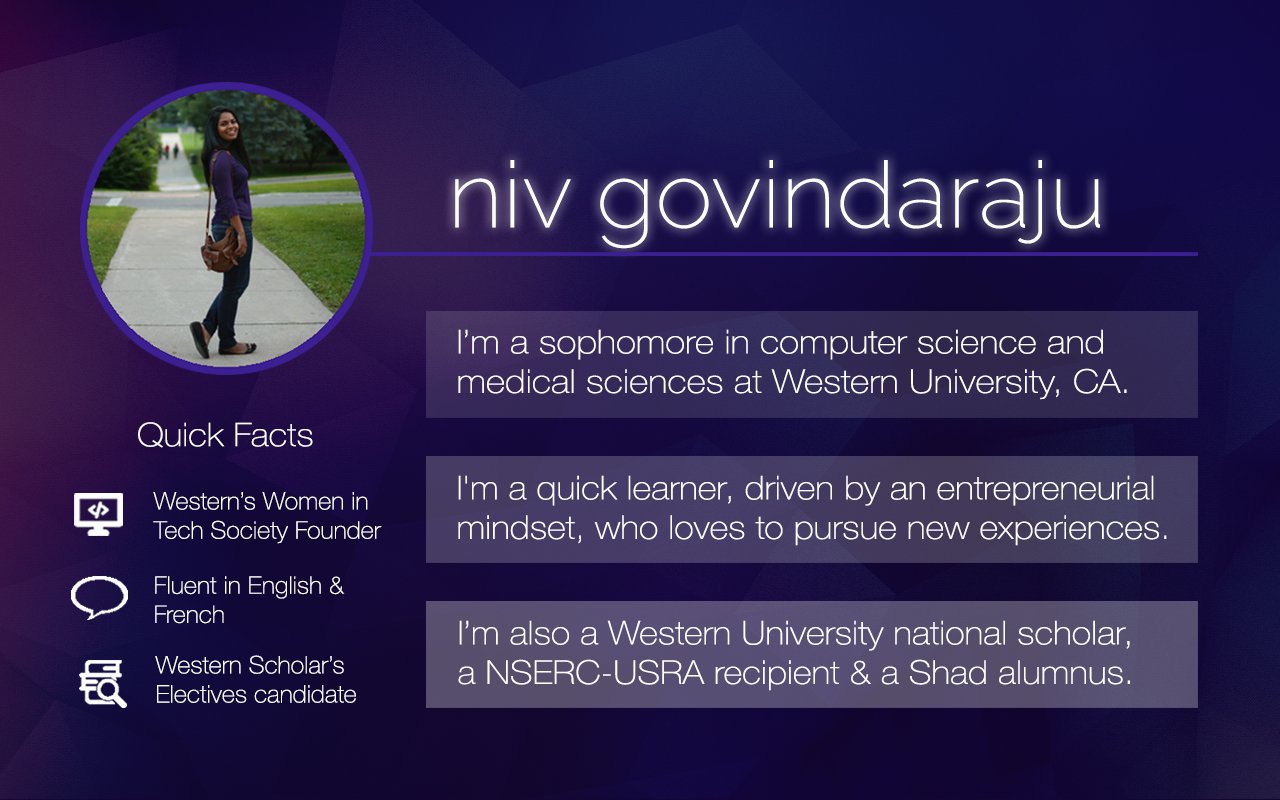 niv govindaraju
I’m a sophomore in computer science and
medical sciences at Western University, CA.
I'm a quick learner, driven by an entrepreneurial
mindset, who loves to pursue new experiences.
I’m also a Western University national scholar,
a NSERC-USRA recipient & a Shad alumnus.
Quick Facts
Western’s Women in
Tech Society Founder
Fluent in English &
French
Western Scholar’s
Electives candidate